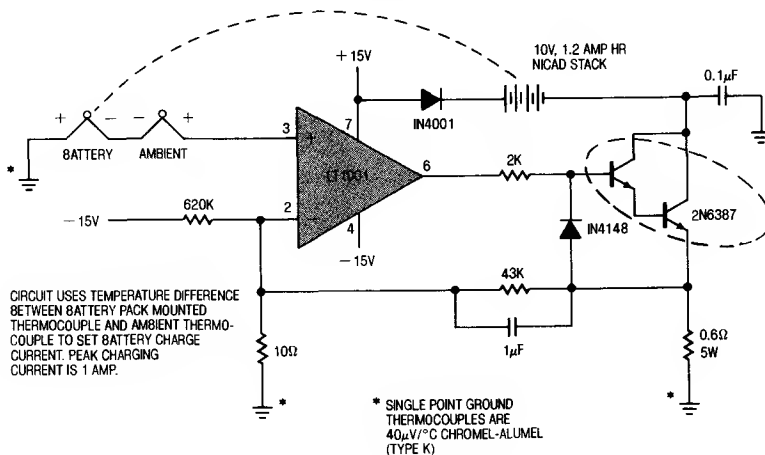 +15V
10V, 1.2 AMP HR
NICAD STACK
0.1µF
+ - - +
8ATTERY AMBIENT
*
3
+
7
IN4001
LT1001
6
2K
2N6387
-15V
620K
2
-
4
-15V
IN4148
CIRCUIT USES TEMPERATURE DIFFERENCE
8ETWEEN 8ATTERY PACK MOUNTED
THERMOCOUPLE AND AM8IENT THERMO-
COUPLE TO SET 8ATTERY CHARGE
CURRENT. PEAK CHARGING
CURRENT IS 1 AMP.
43K
1µF
10Ω
*
0.6Ω
5W
*
* SINGLE POINT GROUND
THERMOCOUPLES ARE
40µV/°C CHROMEL-ALUMEL
(TYPE K)